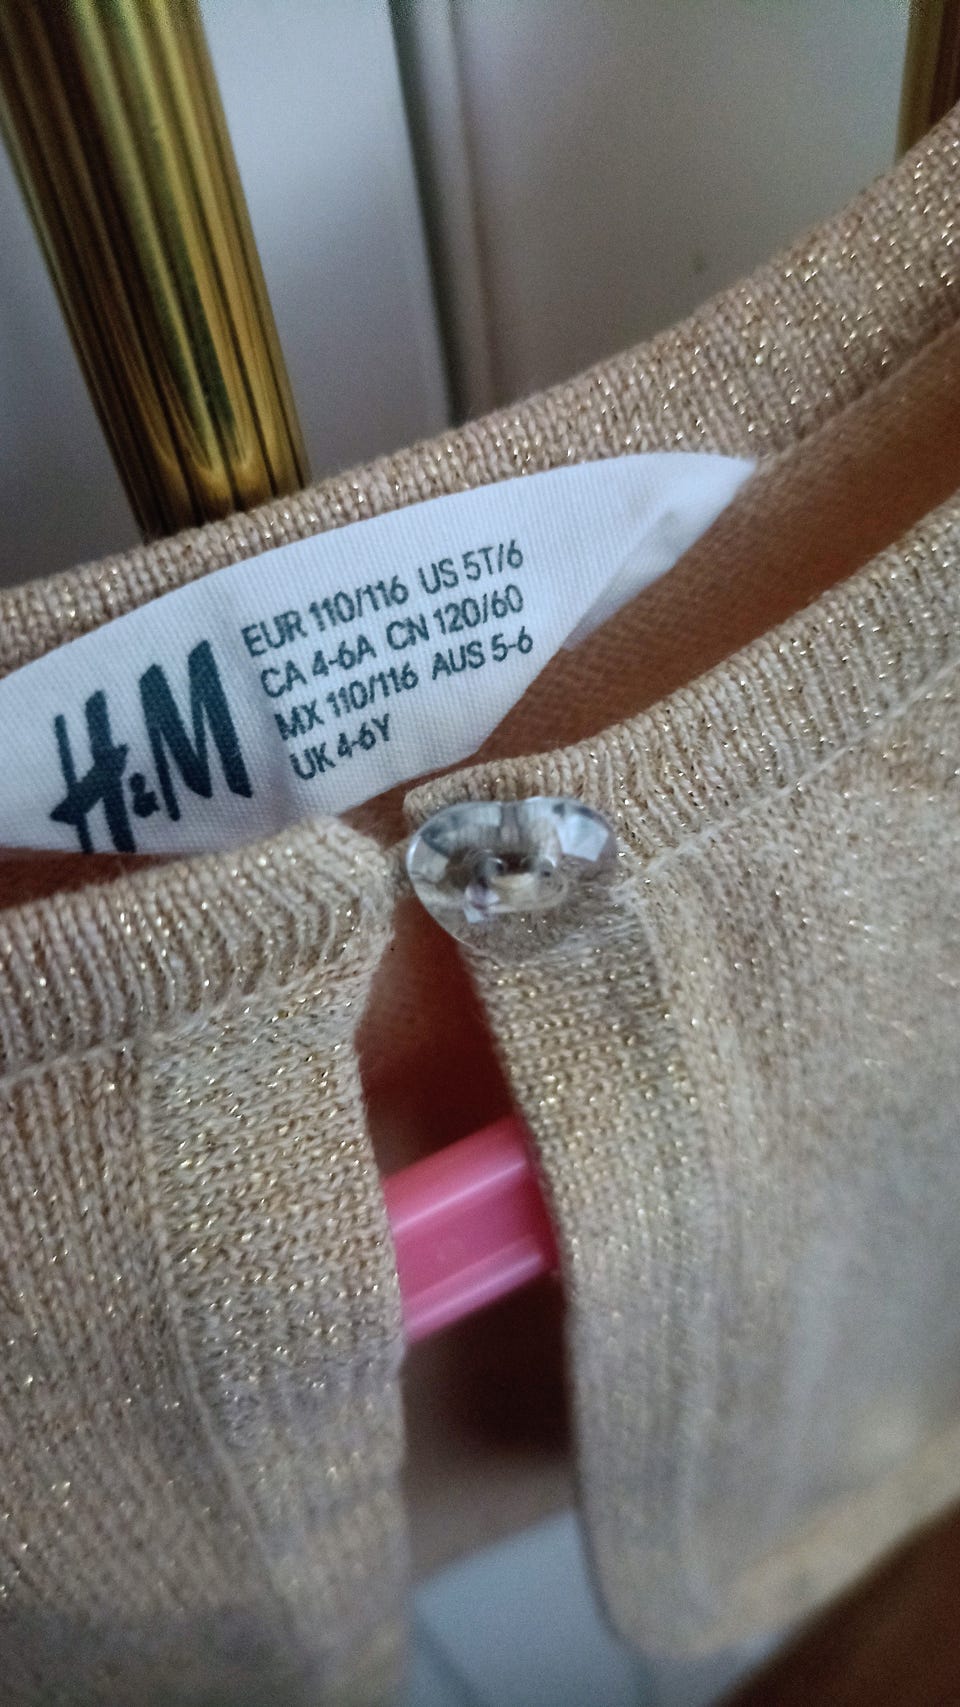 H&M
EUR 110/116 US 5T/6
CA 4-6A CN 120/60
MX 110/116 AUS 5-6
UK 4-6Y